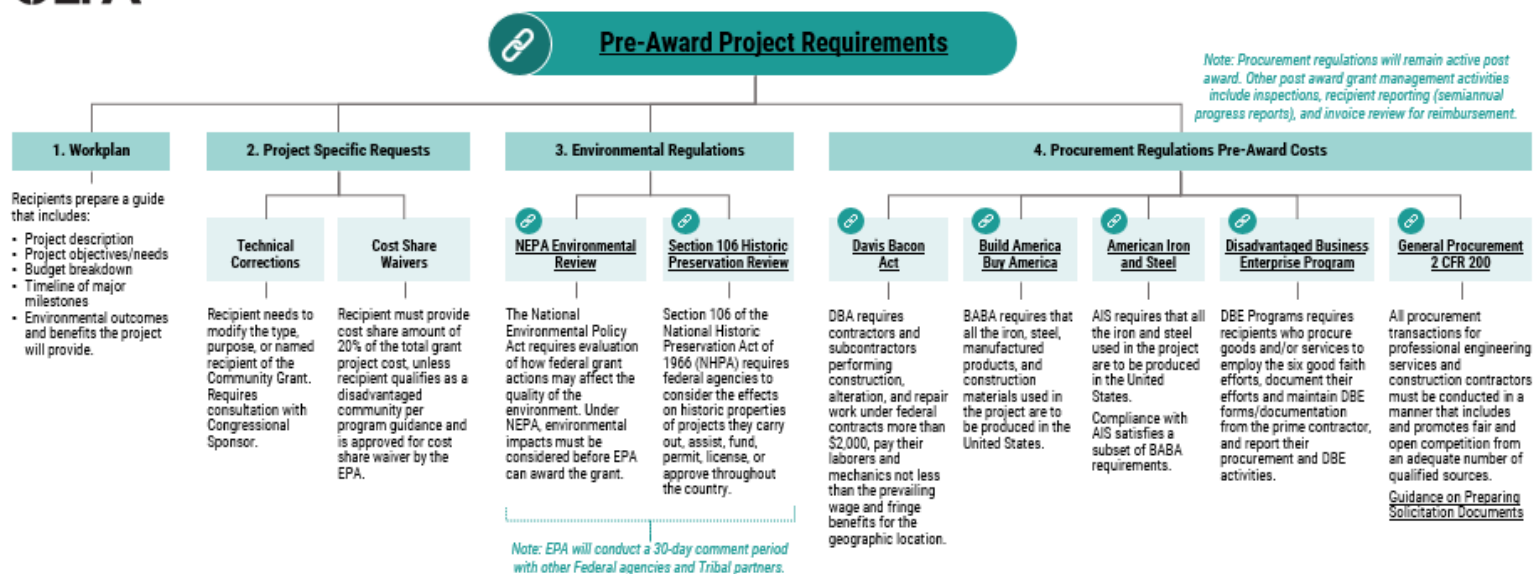 Pre-Award Project Requirements
Note: Procurement regulations will remain active post
award. Other post award grant management activities
include inspections, recipient reporting (semiannual
progress reports), and invoice review for reimbursement.
1. Workplan
Recipients prepare a guide
that includes:
• Project description
• Project objectives/needs
• Budget breakdown
• Timeline of major
milestones
• Environmental outcomes
and benefits the project
will provide.
2. Project Specific Requests
Technical
Corrections
Recipient needs to
modify the type,
purpose, or named
recipient of the
Community Grant.
Requires
consultation with
Congressional
Sponsor.
Cost Share
Waivers
Recipient must provide
cost share amount of
20% of the total grant
project cost, unless
recipient qualifies as a
disadvantaged
community per
program guidance and
is approved for cost
share waiver by the
EPA.
3. Environmental Regulations
NEPA Environmental
Review
The National
Environmental Policy
Act requires evaluation
of how federal grant
actions may affect the
quality of the
environment. Under
NEPA, environmental
impacts must be
considered before EPA
can award the grant.
Section 106 Historic
Preservation Review
Section 106 of the
National Historic
Preservation Act of
1966 (NHPA) requires
federal agencies to
consider the effects
on historic properties
of projects they carry
out, assist, fund,
permit, license, or
approve throughout
the country.
Note: EPA will conduct a 30-day comment period
with other Federal agencies and Tribal partners.
4. Procurement Regulations Pre-Award Costs
Davis Bacon
Act
DBA requires
contractors and
subcontractors
performing
construction,
alteration, and repair
work under federal
contracts more than
$2,000, pay their
laborers and
mechanics not less
than the prevailing
wage and fringe
benefits for the
geographic location.
Build America
Buy America
BABA requires that
all the iron, steel,
manufactured
products, and
construction
materials used in
the project are to
be produced in the
United States.
American Iron
and Steel
AIS requires that all
the iron and steel
used in the project
are to be produced
in the United
States.
Compliance with
AIS satisfies a
subset of BABA
requirements.
Disadvantaged Business
Enterprise Program
DBE Programs requires
recipients who procure
goods and/or services to
employ the six good faith
efforts, document their
efforts and maintain DBE
forms/documentation
from the prime contractor,
and report their
procurement and DBE
activities.
General Procurement
2 CFR 200
All procurement
transactions for
professional engineering
services and
construction contractors
must be conducted in a
manner that includes
and promotes fair and
open competition from
an adequate number of
qualified sources.
Guidance on Preparing
Solicitation Documents